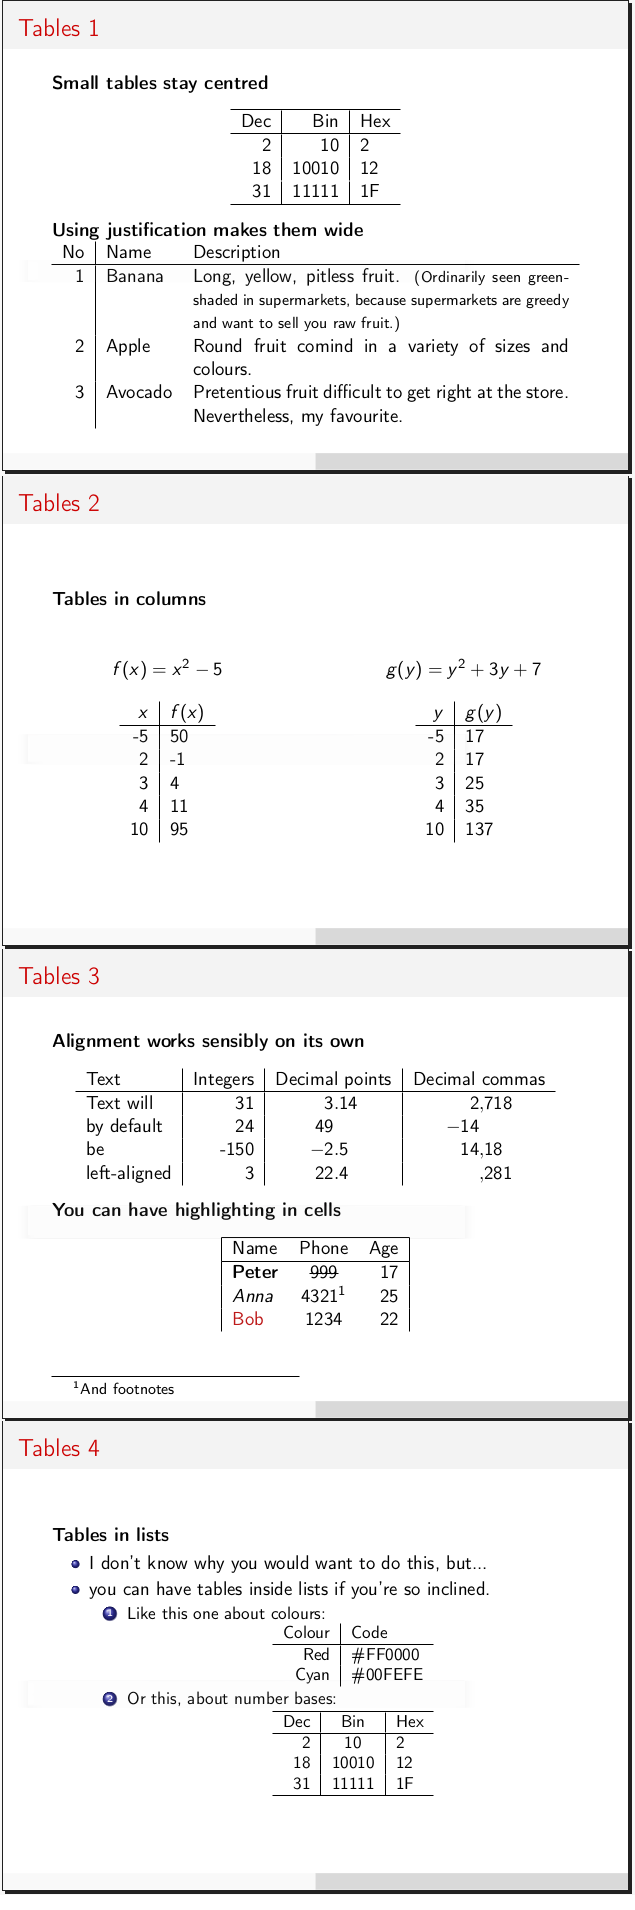 Tables 1
Small tables stay centred
Dec Bin Hex
2 10 2
18 10010 12
31 11111 1F
Using justification makes them wide
No Name Description
1 Banana Long, yellow, pitless fruit. (Ordinarily seen green-
shaded in supermarkets, because supermarkets are greedy
and want to sell you raw fruit.)
2 Apple Round fruit comind in a variety of sizes and
colours.
3 Avocado Pretentious fruit difficult to get right at the store.
Nevertheless, my favourite.
Tables 2
Tables in columns
f(x) = x² − 5 g(y) = y² + 3y + 7
x f(x) y g(y)
-5 50 -5 17
2 -1 2 17
3 4 3 25
4 11 4 35
10 95 10 137
Tables 3
Alignment works sensibly on its own
Text Integers Decimal points Decimal commas
Text will 31 3.14 2,718
by default 24 49 −14
be -150 −2.5 14,18
left-aligned 3 22.4 ,281
You can have highlighting in cells
Name Phone Age
Peter 999 17
Anna 4321¹ 25
Bob 1234 22
¹And footnotes
Tables 4
Tables in lists
I don't know why you would want to do this, but...
you can have tables inside lists if you're so inclined.
1 Like this one about colours:
Colour Code
Red #FF0000
Cyan #00FEFE
2 Or this, about number bases:
Dec Bin Hex
2 10 2
18 10010 12
31 11111 1F